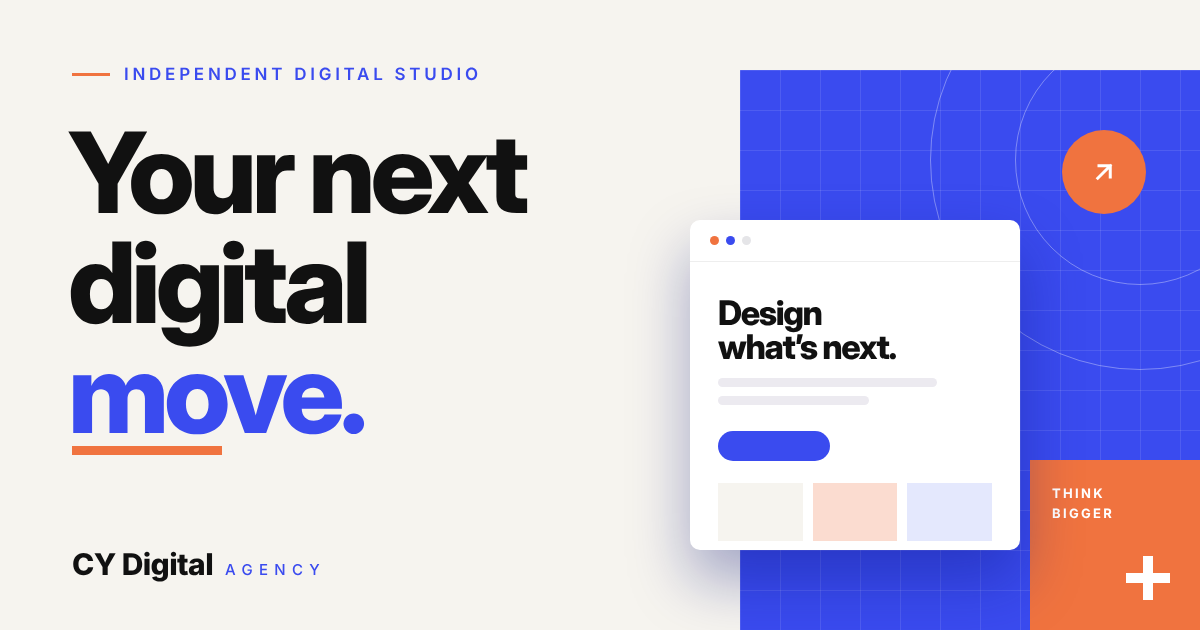 INDEPENDENT DIGITAL STUDIO
Your next
digital
move.
CY Digital AGENCY
Design
what’s next.
THINK
BIGGER